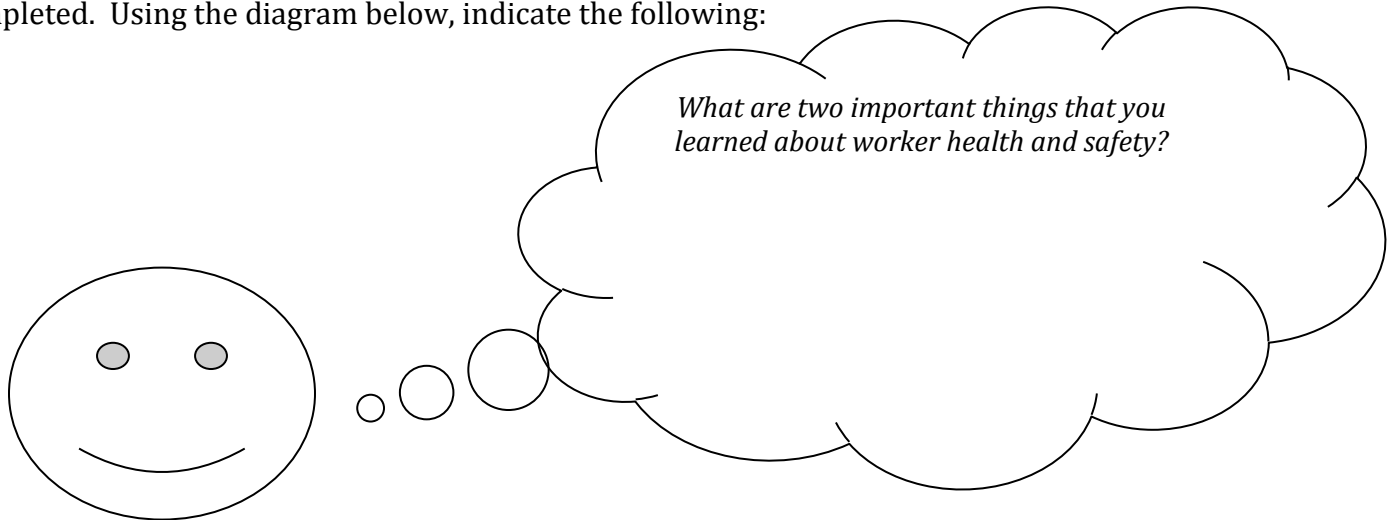 Using the diagram below, indicate the following:
What are two important things that you
learned about worker health and safety?